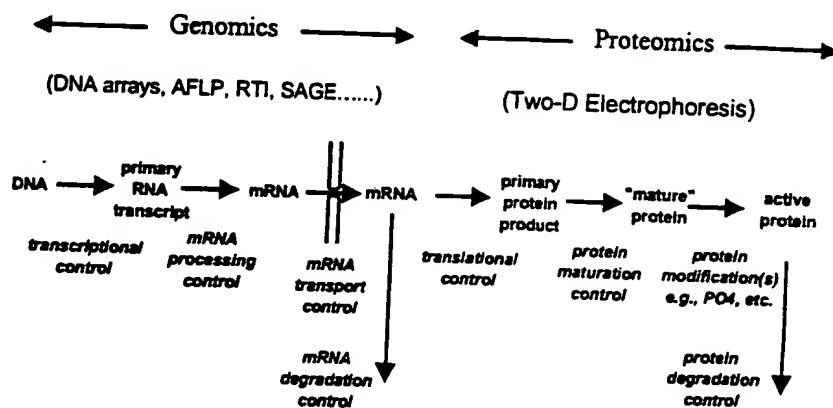 Genomics
Proteomics
(DNA arrays, AFLP, RTI, SAGE......)
(Two-D Electrophoresis)
DNA
primary
RNA
transcript
mRNA
mRNA
primary
protein
product
"mature"
protein
active
protein
transcriptional
control
mRNA
processing
control
mRNA
transport
control
translational
control
protein
maturation
control
protein
modification(s)
e.g., PO4, etc.
mRNA
degradation
control
protein
degradation
control